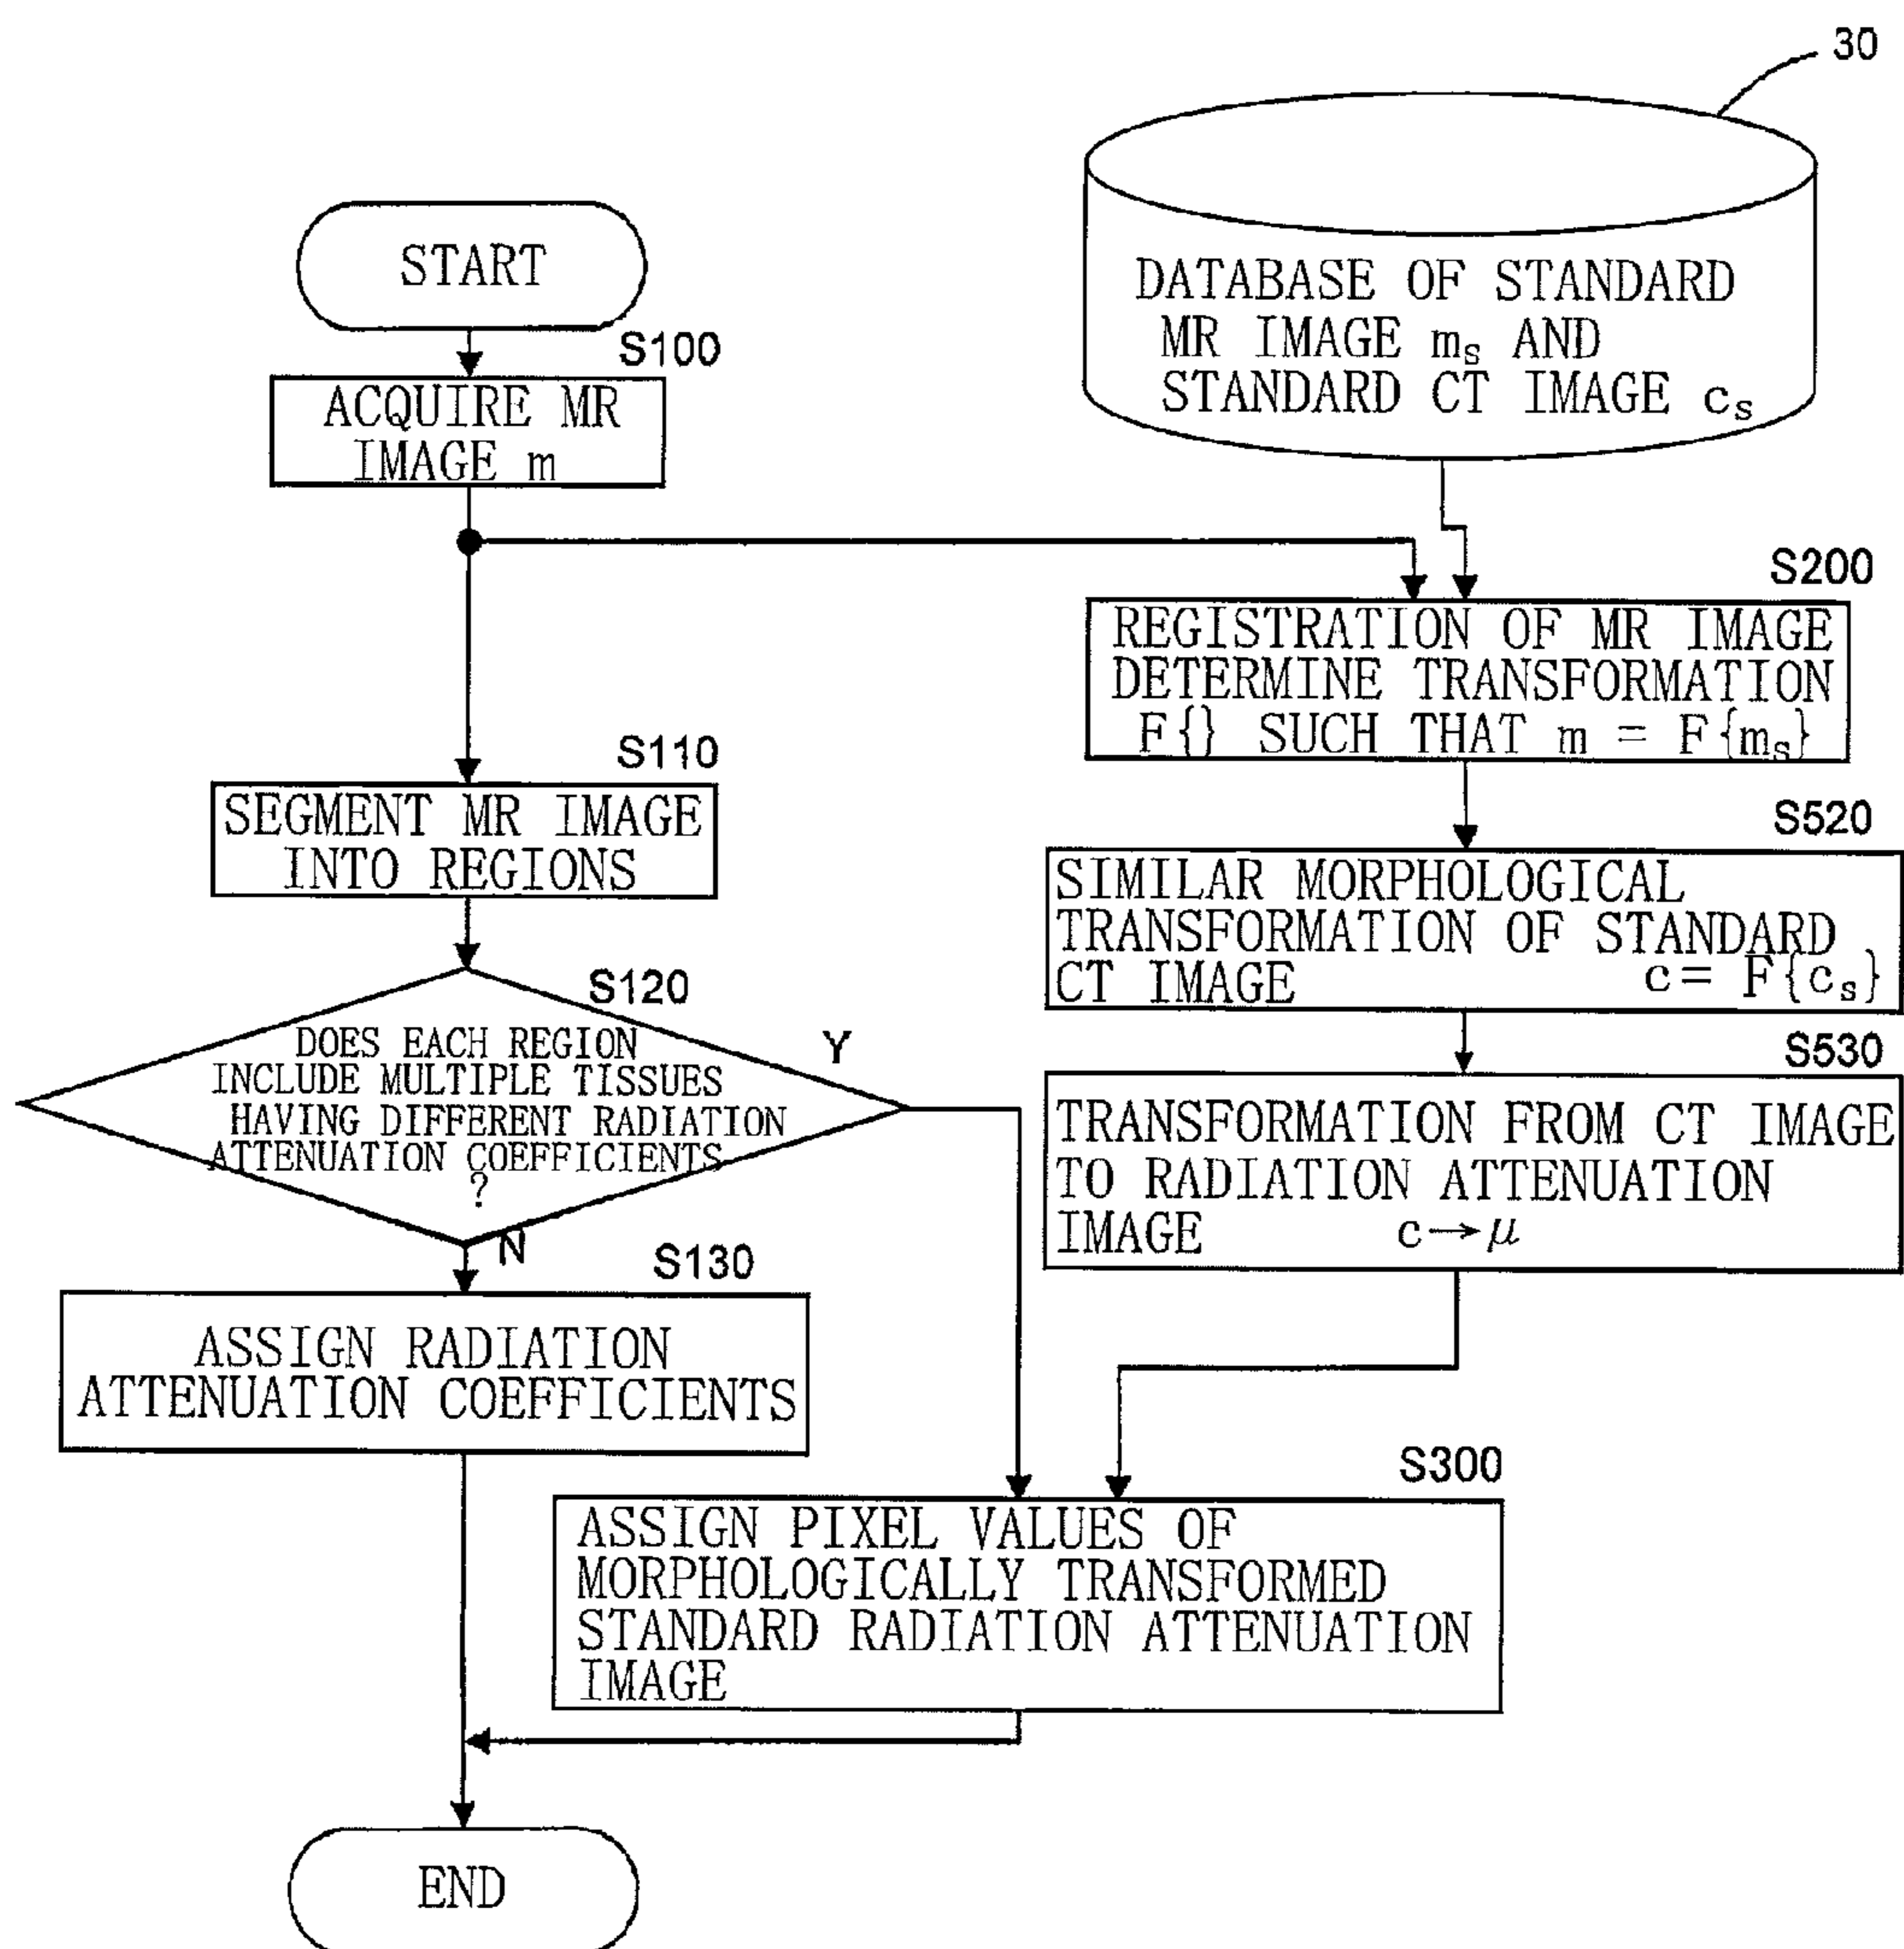 30
START
DATABASE OF STANDARD
MR IMAGE mₛ AND
STANDARD CT IMAGE cₛ
S100
ACQUIRE MR
IMAGE m
S200
REGISTRATION OF MR IMAGE
DETERMINE TRANSFORMATION
F{} SUCH THAT m = F{mₛ}
S110
SEGMENT MR IMAGE
INTO REGIONS
S520
SIMILAR MORPHOLOGICAL
TRANSFORMATION OF STANDARD
CT IMAGE c = F{cₛ}
S120
DOES EACH REGION
INCLUDE MULTIPLE TISSUES
HAVING DIFFERENT RADIATION
ATTENUATION COEFFICIENTS
?
Y
N
S530
TRANSFORMATION FROM CT IMAGE
TO RADIATION ATTENUATION
IMAGE c→μ
S130
ASSIGN RADIATION
ATTENUATION COEFFICIENTS
S300
ASSIGN PIXEL VALUES OF
MORPHOLOGICALLY TRANSFORMED
STANDARD RADIATION ATTENUATION
IMAGE
END